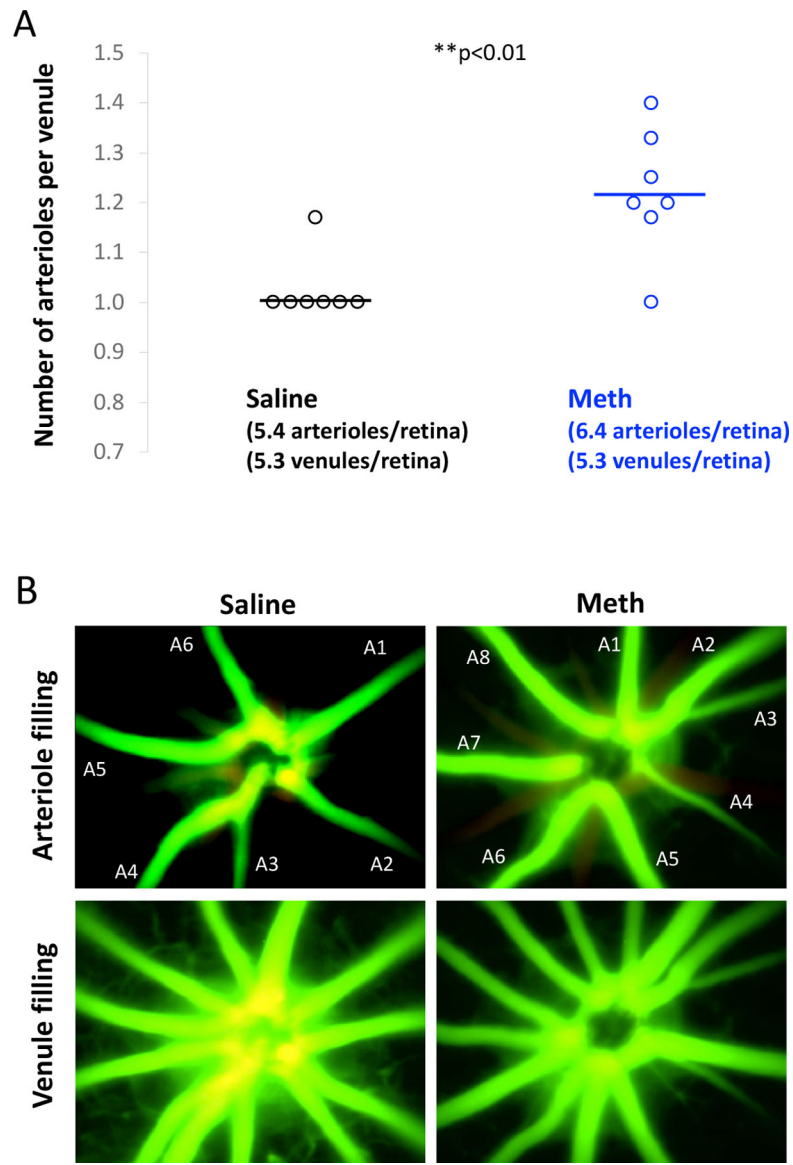 A
Number of arterioles per venule
1.5
1.4
1.3
1.2
1.1
1.0
0.9
0.8
0.7
**p<0.01
Saline
(5.4 arterioles/retina)
(5.3 venules/retina)
Meth
(6.4 arterioles/retina)
(5.3 venules/retina)
B
Saline
Meth
Arteriole filling
A6
A1
A5
A4
A3
A2
A8
A1
A2
A3
A7
A4
A6
A5
Venule filling